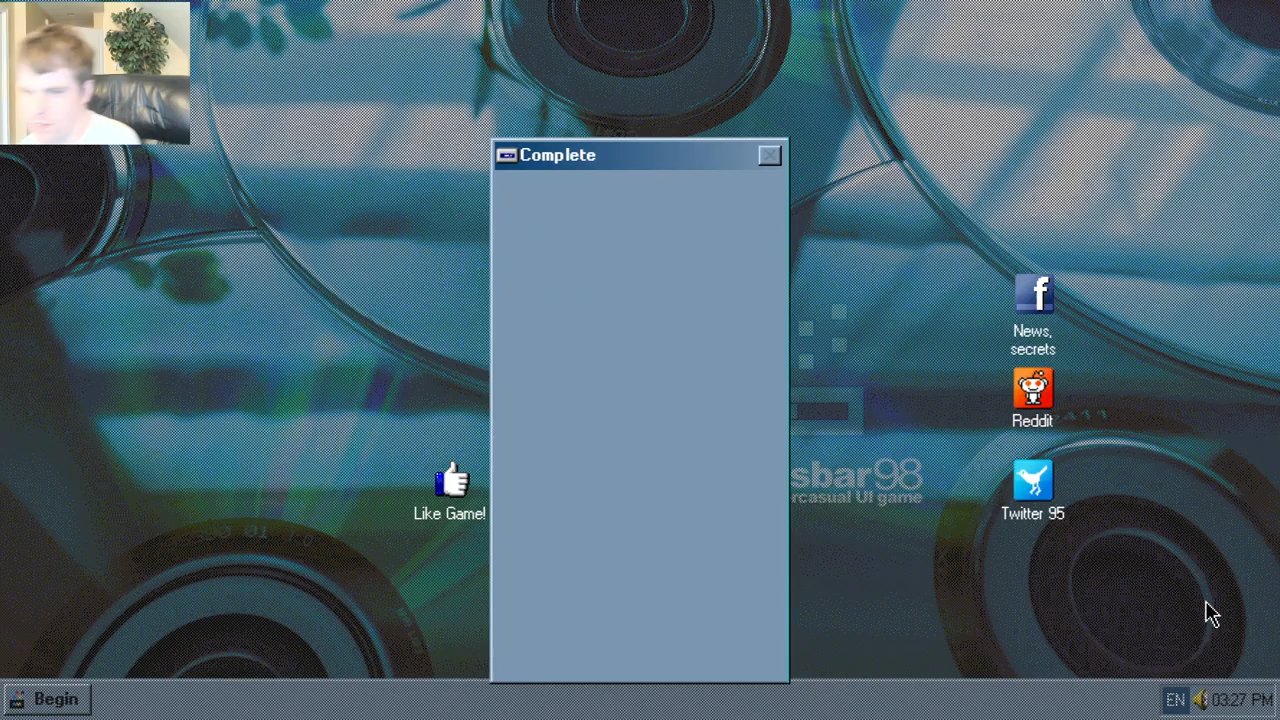 Complete
News,
secrets
Reddit
sbar98
rcasual UI game
Like Game!
Twitter 95
Begin
EN 03:27 PM